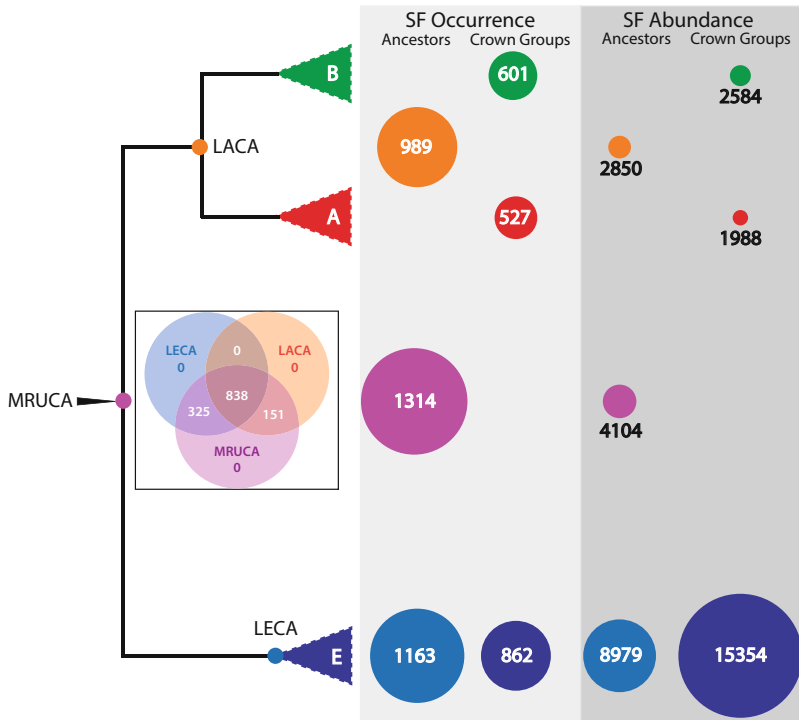 SF Occurrence
SF Abundance
Ancestors
Crown Groups
Ancestors
Crown Groups
B
601
2584
LACA
989
2850
A
527
1988
LECA
0
0
LACA
0
838
325
151
MRUCA
0
MRUCA
1314
4104
LECA
E
1163
862
8979
15354